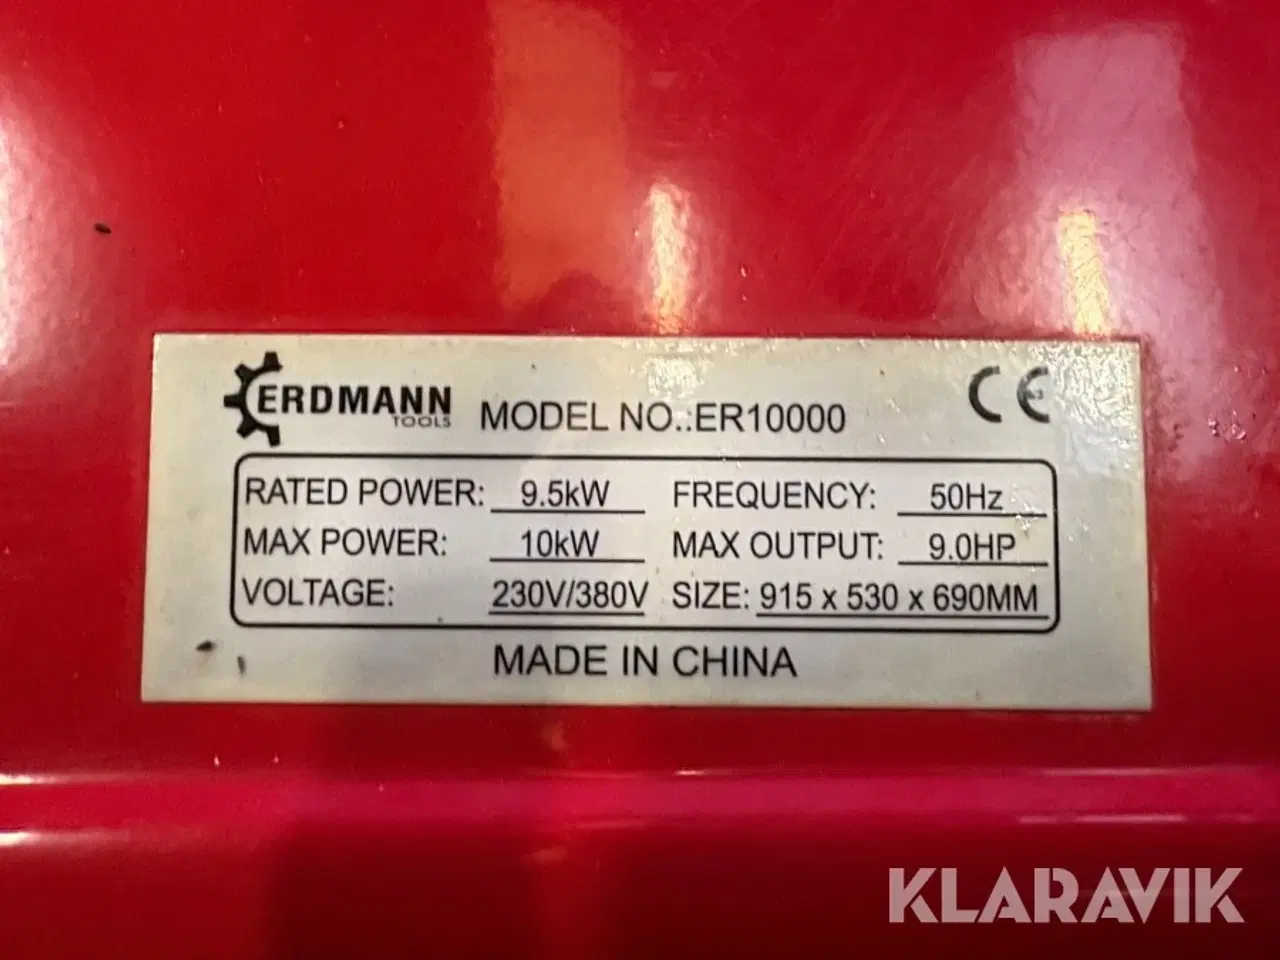 ERDMANN
TOOLS
MODEL NO.:ER10000
CE
RATED POWER: 9.5kW FREQUENCY: 50Hz
MAX POWER: 10kW MAX OUTPUT: 9.0HP
VOLTAGE: 230V/380V SIZE: 915 x 530 x 690MM
MADE IN CHINA
KLARAVIK